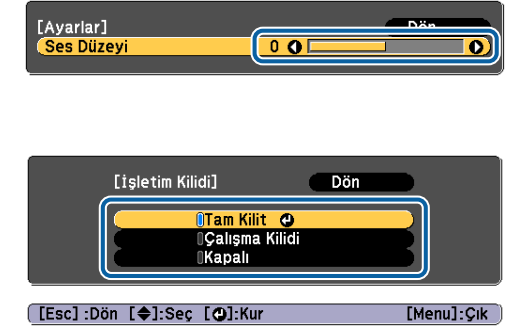 [Ayarlar] Dön
Ses Düzeyi 0
[İşletim Kilidi] Dön
Tam Kilit
Çalışma Kilidi
Kapalı
[Esc] :Dön [◆]:Seç [⏎]:Kur [Menu]:Çık